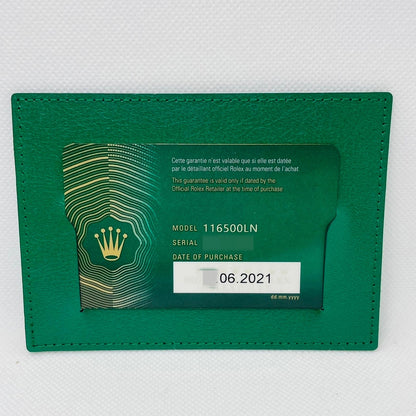 Cette garantie n'est valable que si elle est datée
par le détaillant officiel Rolex au moment de l'achat
This guarantee is valid only if dated by the
Official Rolex Retailer at the time of purchase
MODEL 116500LN
SERIAL
DATE OF PURCHASE
06.2021
dd.mm.yyyy